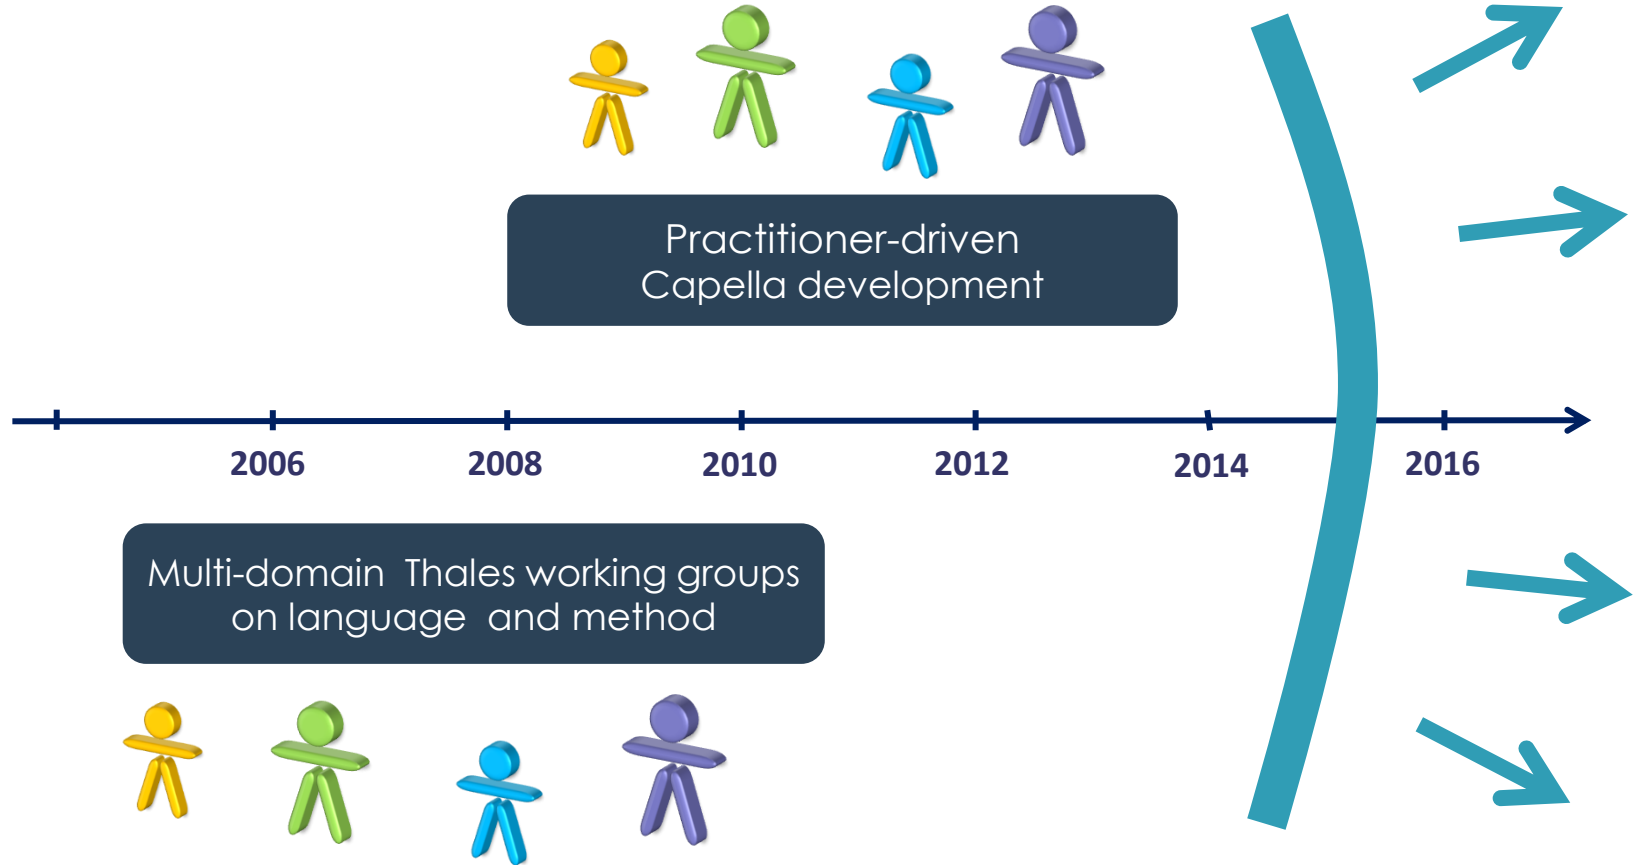 Practitioner-driven
Capella development
2006 2008 2010 2012 2014 2016
Multi-domain Thales working groups
on language and method